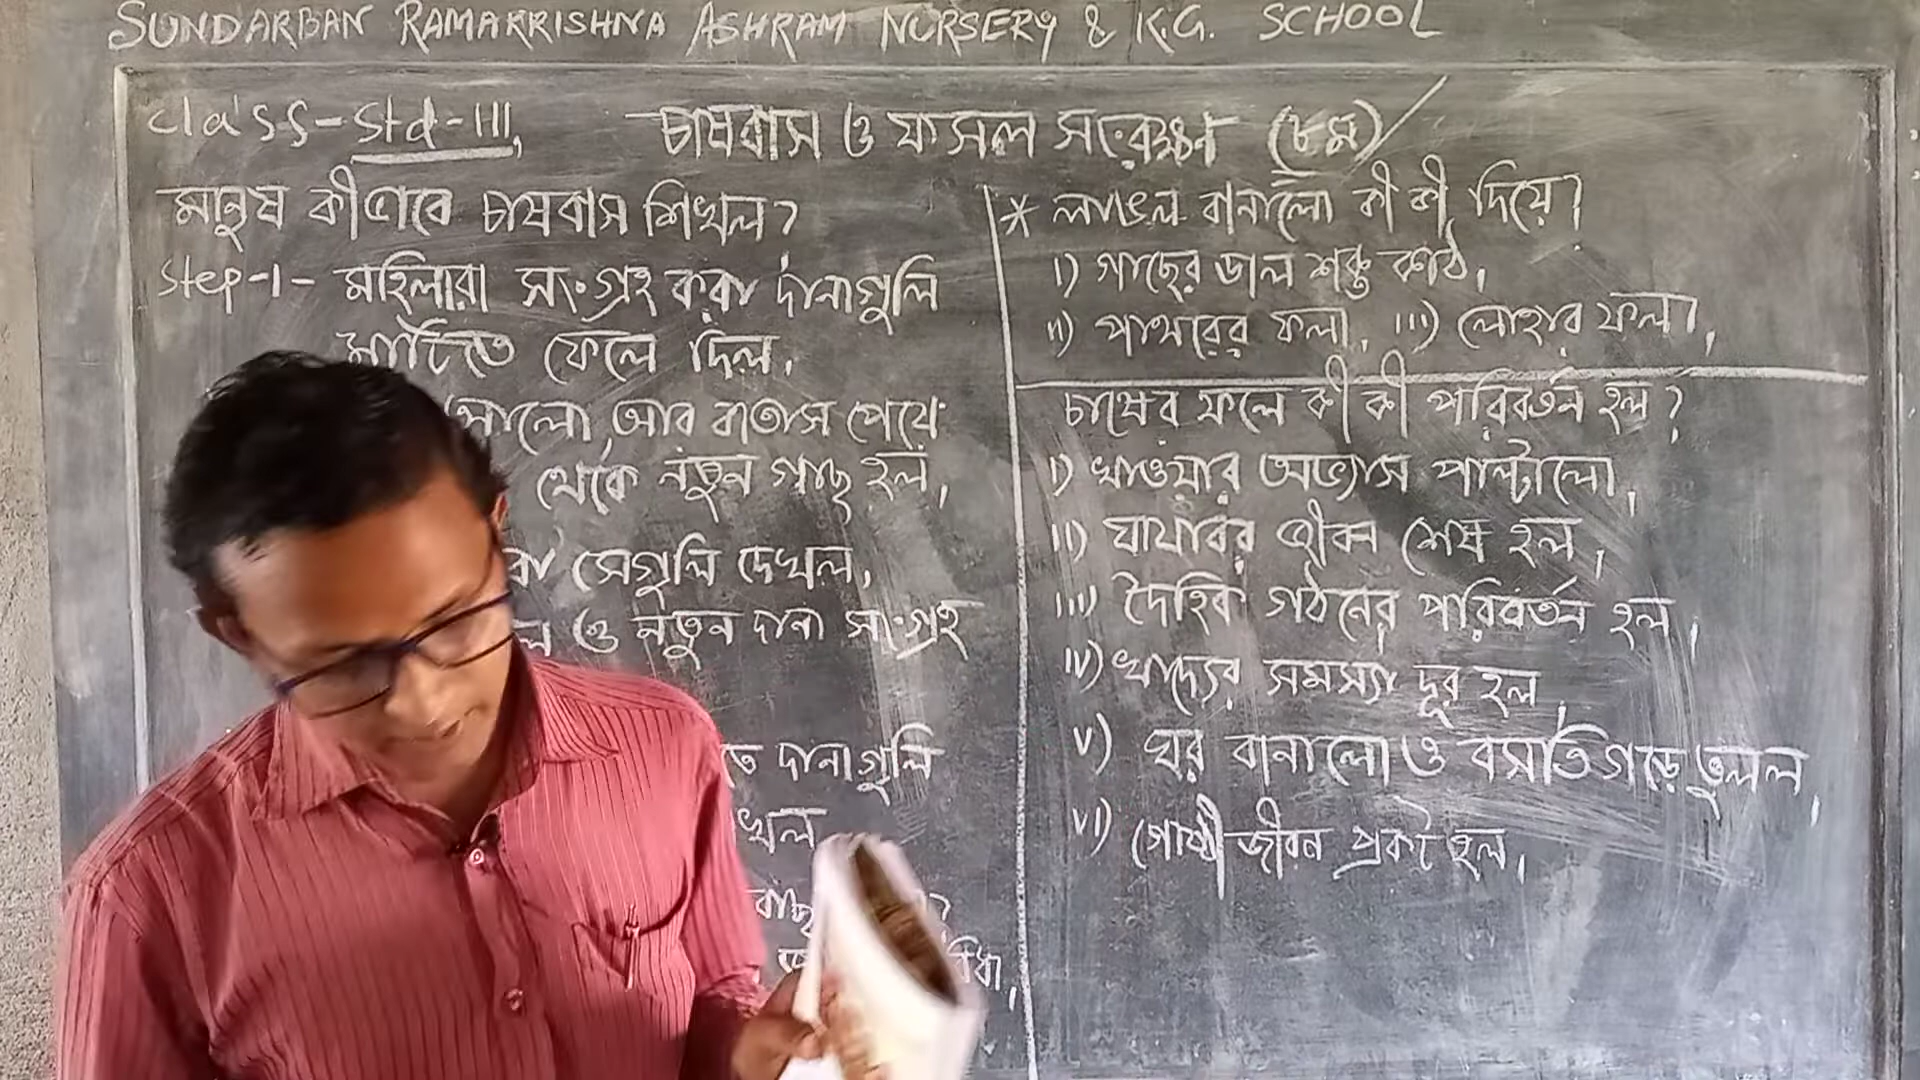 SUNDARBAN RAMAKRISHNA ASHRAM NURSERY & K.G. SCHOOL
Class-Std-III,
চাষবাস ও ফসল সংরেক্ষণ (৮ম)
মানুষ কীভাবে চাষবাস শিখল?
Step-1- মহিলারা সংগ্রহ করা দানাগুলি
মাটিতে ফেলে দিল,
আলো, আর বাতাস পেয়ে
থেকে নতুন গাছ হল,
সেগুলি দেখল,
ও নতুন দানা সংগ্রহ
দানাগুলি
* লাঙল বানালো কী কী দিয়ে?
i) গাছের ডাল শক্ত কাঠ,
ii) পাথরের ফলা, iii) লোহার ফলা,
চাষের ফলে কী কী পরিবর্তন হল?
i) খাওয়ার অভ্যাস পাল্টালো,
ii) যাযাবর জীবন শেষ হল,
iii) দৈহিক গঠনের পরিবর্তন হল,
iv) খাদ্যের সমস্যা দূর হল,
v) ঘর বানালো ও বসতি গড়ে তুলল,
vi) গোষ্ঠী জীবন প্রকট হল,